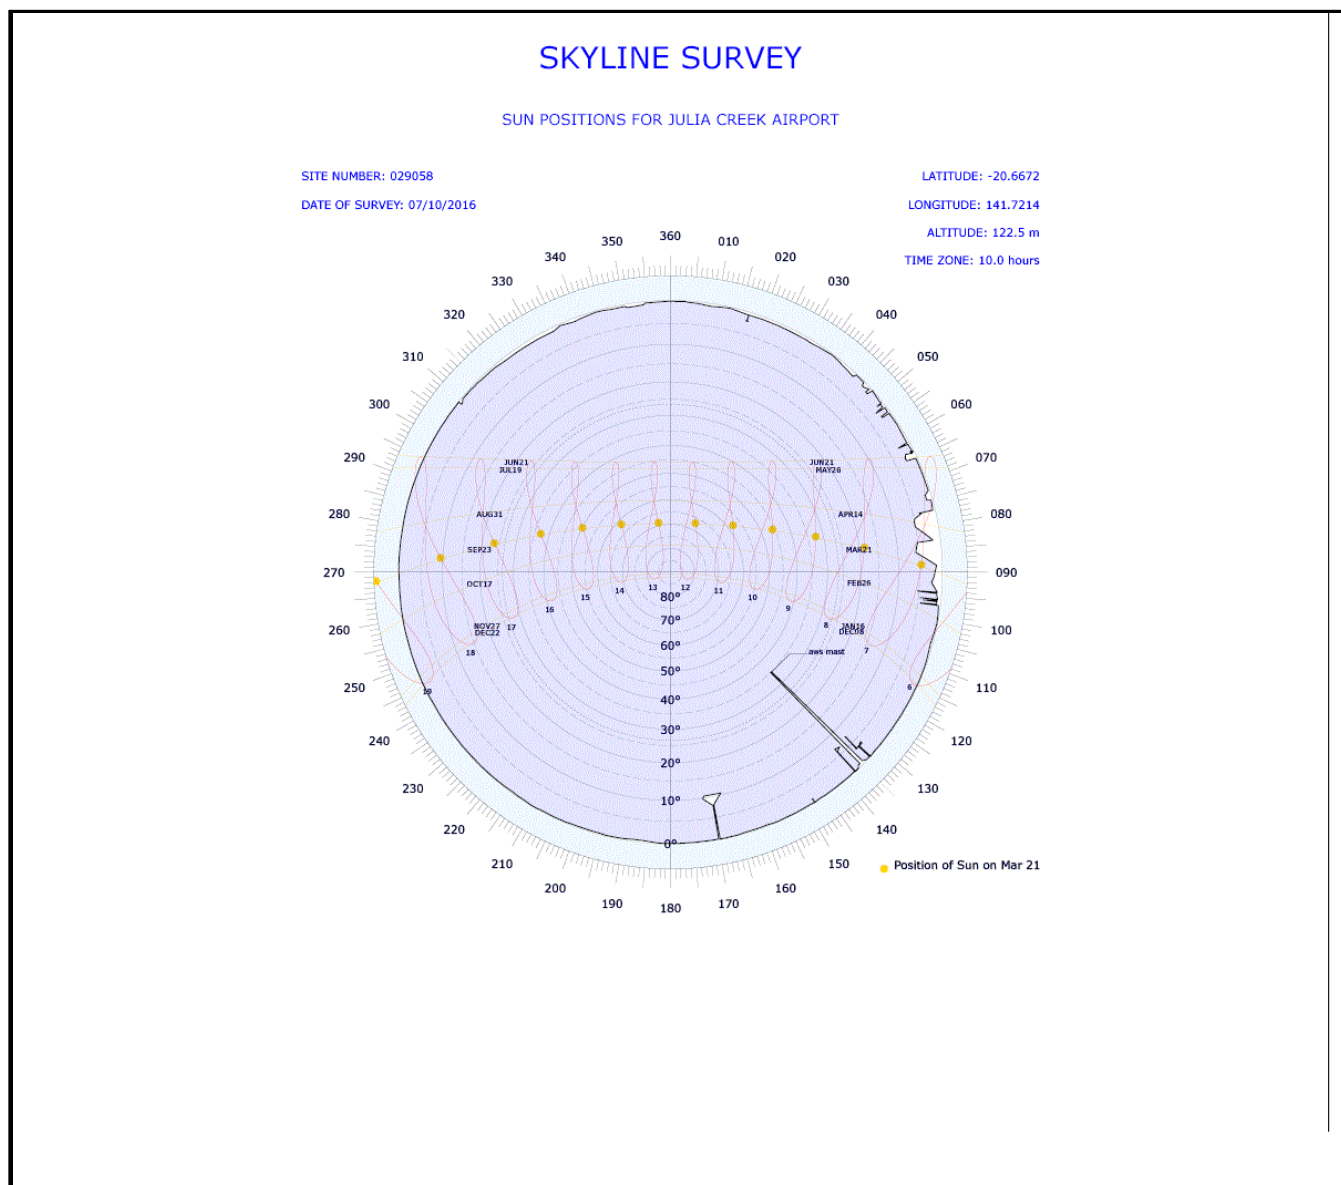 SKYLINE SURVEY
SUN POSITIONS FOR JULIA CREEK AIRPORT
SITE NUMBER: 029058
LATITUDE: -20.6672
DATE OF SURVEY: 07/10/2016
LONGITUDE: 141.7214
ALTITUDE: 122.5 m
TIME ZONE: 10.0 hours
360
350 010
340 020
330 030
320 040
310 050
300 060
290 070
280 080
270 090
260 100
250 110
240 120
230 130
220 140
210 150
200 160
190 170
180
1
JUN21 JUN21
JUL19 MAY26
AUG31 APR14
SEP23 MAR21
OCT17 FEB26
NOV27 JAN16
DEC22 DEC08
19 18 17 16 15 14 13 12 11 10 9 8 7 6
aws mast
80°
70°
60°
50°
40°
30°
20°
10°
0°
Position of Sun on Mar 21